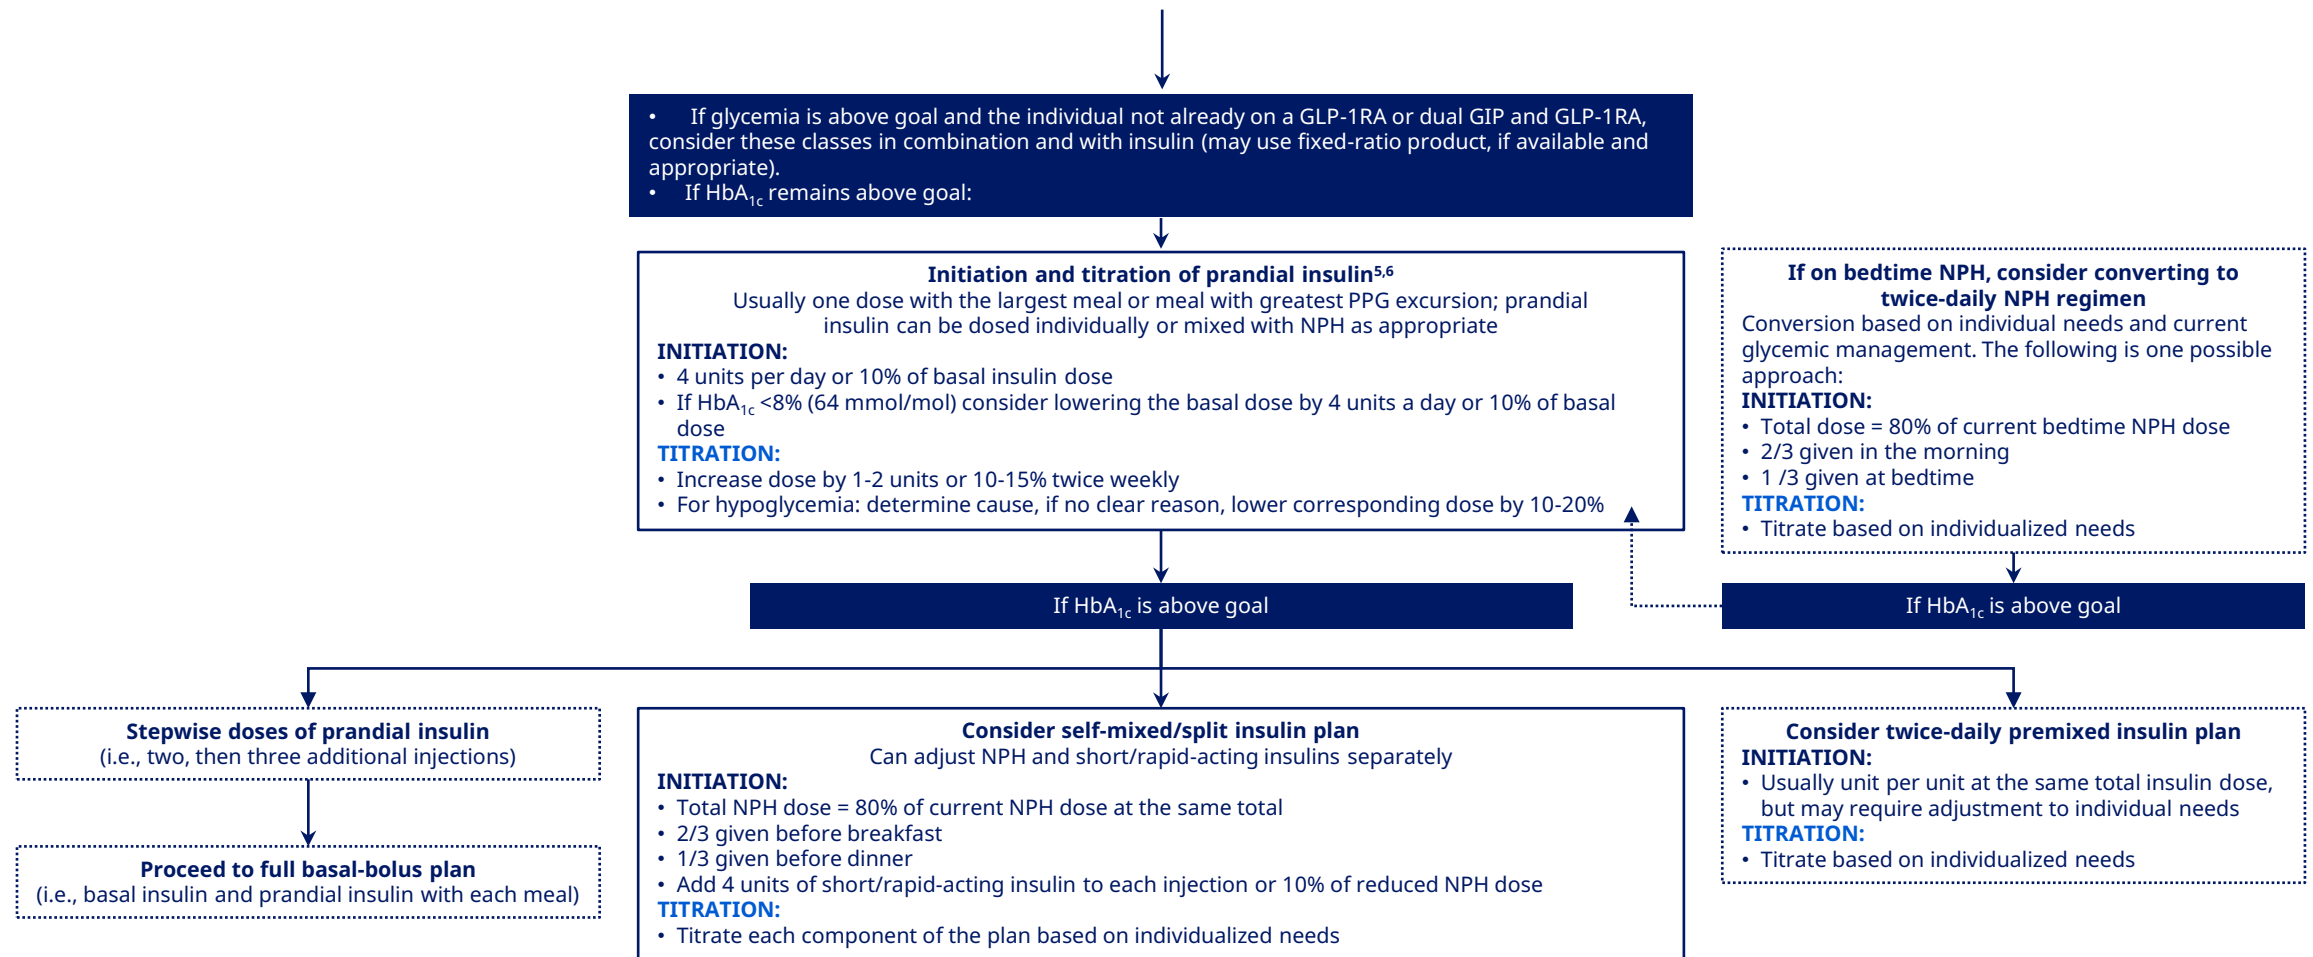 • If glycemia is above goal and the individual not already on a GLP-1RA or dual GIP and GLP-1RA,
consider these classes in combination and with insulin (may use fixed-ratio product, if available and
appropriate).
• If HbA1c remains above goal:
Initiation and titration of prandial insulin5,6
Usually one dose with the largest meal or meal with greatest PPG excursion; prandial
insulin can be dosed individually or mixed with NPH as appropriate
INITIATION:
• 4 units per day or 10% of basal insulin dose
• If HbA1c <8% (64 mmol/mol) consider lowering the basal dose by 4 units a day or 10% of basal
dose
TITRATION:
• Increase dose by 1-2 units or 10-15% twice weekly
• For hypoglycemia: determine cause, if no clear reason, lower corresponding dose by 10-20%
If on bedtime NPH, consider converting to
twice-daily NPH regimen
Conversion based on individual needs and current
glycemic management. The following is one possible
approach:
INITIATION:
• Total dose = 80% of current bedtime NPH dose
• 2/3 given in the morning
• 1 /3 given at bedtime
TITRATION:
• Titrate based on individualized needs
If HbA1c is above goal
If HbA1c is above goal
Stepwise doses of prandial insulin
(i.e., two, then three additional injections)
Proceed to full basal-bolus plan
(i.e., basal insulin and prandial insulin with each meal)
Consider self-mixed/split insulin plan
Can adjust NPH and short/rapid-acting insulins separately
INITIATION:
• Total NPH dose = 80% of current NPH dose at the same total
• 2/3 given before breakfast
• 1/3 given before dinner
• Add 4 units of short/rapid-acting insulin to each injection or 10% of reduced NPH dose
TITRATION:
• Titrate each component of the plan based on individualized needs
Consider twice-daily premixed insulin plan
INITIATION:
• Usually unit per unit at the same total insulin dose,
but may require adjustment to individual needs
TITRATION:
• Titrate based on individualized needs